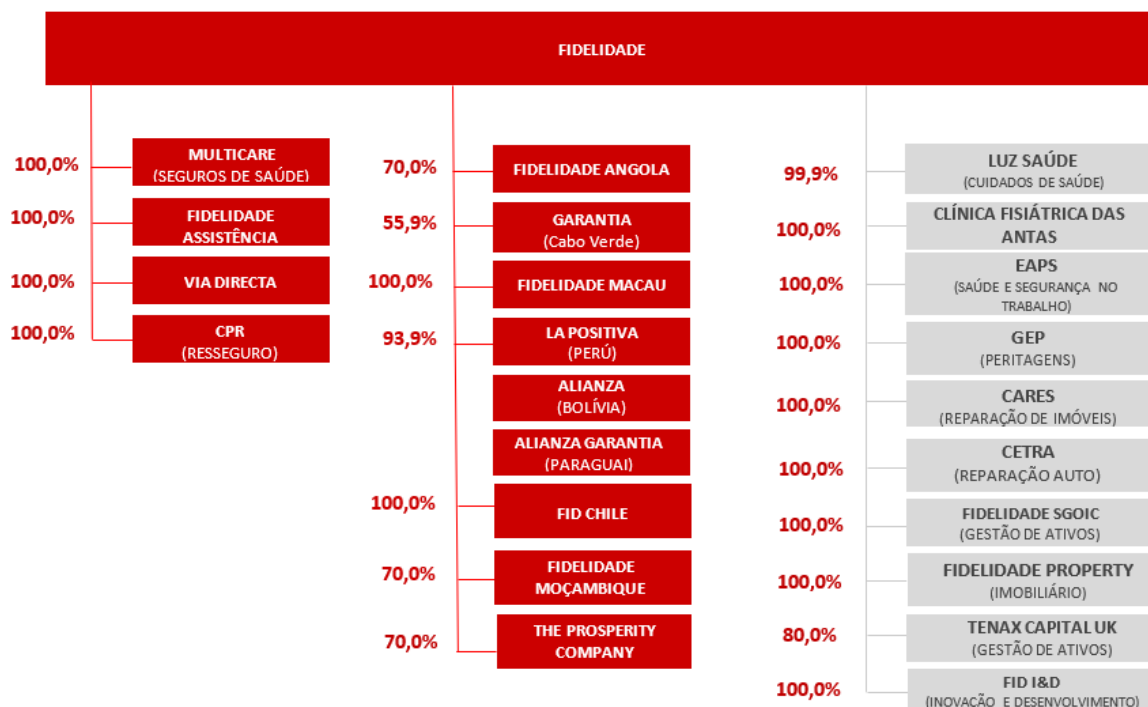 FIDELIDADE
100,0%
MULTICARE
(SEGUROS DE SAÚDE)
100,0%
FIDELIDADE
ASSISTÊNCIA
100,0%
VIA DIRECTA
100,0%
CPR
(RESSEGURO)
70,0%
FIDELIDADE ANGOLA
55,9%
GARANTIA
(Cabo Verde)
100,0%
FIDELIDADE MACAU
93,9%
LA POSITIVA
(PERÚ)
ALIANZA
(BOLÍVIA)
ALIANZA GARANTIA
(PARAGUAI)
100,0%
FID CHILE
70,0%
FIDELIDADE
MOÇAMBIQUE
70,0%
THE PROSPERITY
COMPANY
99,9%
LUZ SAÚDE
(CUIDADOS DE SAÚDE)
100,0%
CLÍNICA FISIÁTRICA DAS
ANTAS
100,0%
EAPS
(SAÚDE E SEGURANÇA NO
TRABALHO)
100,0%
GEP
(PERITAGENS)
100,0%
CARES
(REPARAÇÃO DE IMÓVEIS)
100,0%
CETRA
(REPARAÇÃO AUTO)
100,0%
FIDELIDADE SGOIC
(GESTÃO DE ATIVOS)
100,0%
FIDELIDADE PROPERTY
(IMOBILIÁRIO)
80,0%
TENAX CAPITAL UK
(GESTÃO DE ATIVOS)
100,0%
FID I&D
(INOVAÇÃO E DESENVOLVIMENTO)